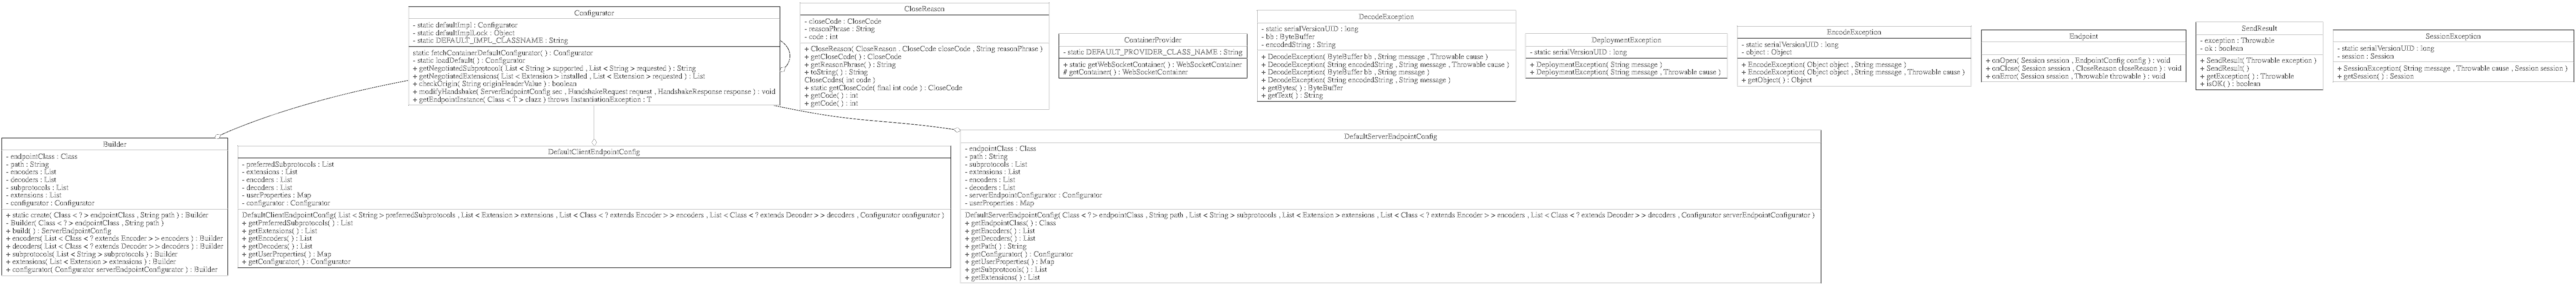 Configurator
- static defaultImpl : Configurator
- static defaultImplLock : Object
- static DEFAULT_IMPL_CLASSNAME : String
static fetchContainerDefaultConfigurator( ) : Configurator
- static loadDefault( ) : Configurator
+ getNegotiatedSubprotocol( List < String > supported , List < String > requested ) : String
+ getNegotiatedExtensions( List < Extension > installed , List < Extension > requested ) : List
+ checkOrigin( String originHeaderValue ) : boolean
+ modifyHandshake( ServerEndpointConfig sec , HandshakeRequest request , HandshakeResponse response ) : void
+ getEndpointInstance( Class < T > clazz ) throws InstantiationException : T
CloseReason
- closeCode : CloseCode
- reasonPhrase : String
- code : int
+ CloseReason( CloseReason . CloseCode closeCode , String reasonPhrase )
+ getCloseCode( ) : CloseCode
+ getReasonPhrase( ) : String
+ toString( ) : String
CloseCodes( int code )
+ static getCloseCode( final int code ) : CloseCode
+ getCode( ) : int
+ getCode( ) : int
ContainerProvider
- static DEFAULT_PROVIDER_CLASS_NAME : String
+ static getWebSocketContainer( ) : WebSocketContainer
# getContainer( ) : WebSocketContainer
DecodeException
- static serialVersionUID : long
- bb : ByteBuffer
- encodedString : String
+ DecodeException( ByteBuffer bb , String message , Throwable cause )
+ DecodeException( String encodedString , String message , Throwable cause )
+ DecodeException( ByteBuffer bb , String message )
+ DecodeException( String encodedString , String message )
+ getBytes( ) : ByteBuffer
+ getText( ) : String
DeploymentException
- static serialVersionUID : long
+ DeploymentException( String message )
+ DeploymentException( String message , Throwable cause )
EncodeException
- static serialVersionUID : long
- object : Object
+ EncodeException( Object object , String message )
+ EncodeException( Object object , String message , Throwable cause )
+ getObject( ) : Object
Endpoint
+ onOpen( Session session , EndpointConfig config ) : void
+ onClose( Session session , CloseReason closeReason ) : void
+ onError( Session session , Throwable throwable ) : void
SendResult
- exception : Throwable
- ok : boolean
+ SendResult( Throwable exception )
+ SendResult( )
+ getException( ) : Throwable
+ isOK( ) : boolean
SessionException
- static serialVersionUID : long
- session : Session
+ SessionException( String message , Throwable cause , Session session )
+ getSession( ) : Session
Builder
- endpointClass : Class
- path : String
- encoders : List
- decoders : List
- subprotocols : List
- extensions : List
- configurator : Configurator
+ static create( Class < ? > endpointClass , String path ) : Builder
- Builder( Class < ? > endpointClass , String path )
+ build( ) : ServerEndpointConfig
+ encoders( List < Class < ? extends Encoder > > encoders ) : Builder
+ decoders( List < Class < ? extends Decoder > > decoders ) : Builder
+ subprotocols( List < String > subprotocols ) : Builder
+ extensions( List < Extension > extensions ) : Builder
+ configurator( Configurator serverEndpointConfigurator ) : Builder
DefaultClientEndpointConfig
- preferredSubprotocols : List
- extensions : List
- encoders : List
- decoders : List
- userProperties : Map
- configurator : Configurator
DefaultClientEndpointConfig( List < String > preferredSubprotocols , List < Extension > extensions , List < Class < ? extends Encoder > > encoders , List < Class < ? extends Decoder > > decoders , Configurator configurator )
+ getPreferredSubprotocols( ) : List
+ getExtensions( ) : List
+ getEncoders( ) : List
+ getDecoders( ) : List
+ getUserProperties( ) : Map
+ getConfigurator( ) : Configurator
DefaultServerEndpointConfig
- endpointClass : Class
- path : String
- subprotocols : List
- extensions : List
- encoders : List
- decoders : List
- serverEndpointConfigurator : Configurator
- userProperties : Map
DefaultServerEndpointConfig( Class < ? > endpointClass , String path , List < String > subprotocols , List < Extension > extensions , List < Class < ? extends Encoder > > encoders , List < Class < ? extends Decoder > > decoders , Configurator serverEndpointConfigurator )
+ getEndpointClass( ) : Class
+ getEncoders( ) : List
+ getDecoders( ) : List
+ getPath( ) : String
+ getConfigurator( ) : Configurator
+ getUserProperties( ) : Map
+ getSubprotocols( ) : List
+ getExtensions( ) : List